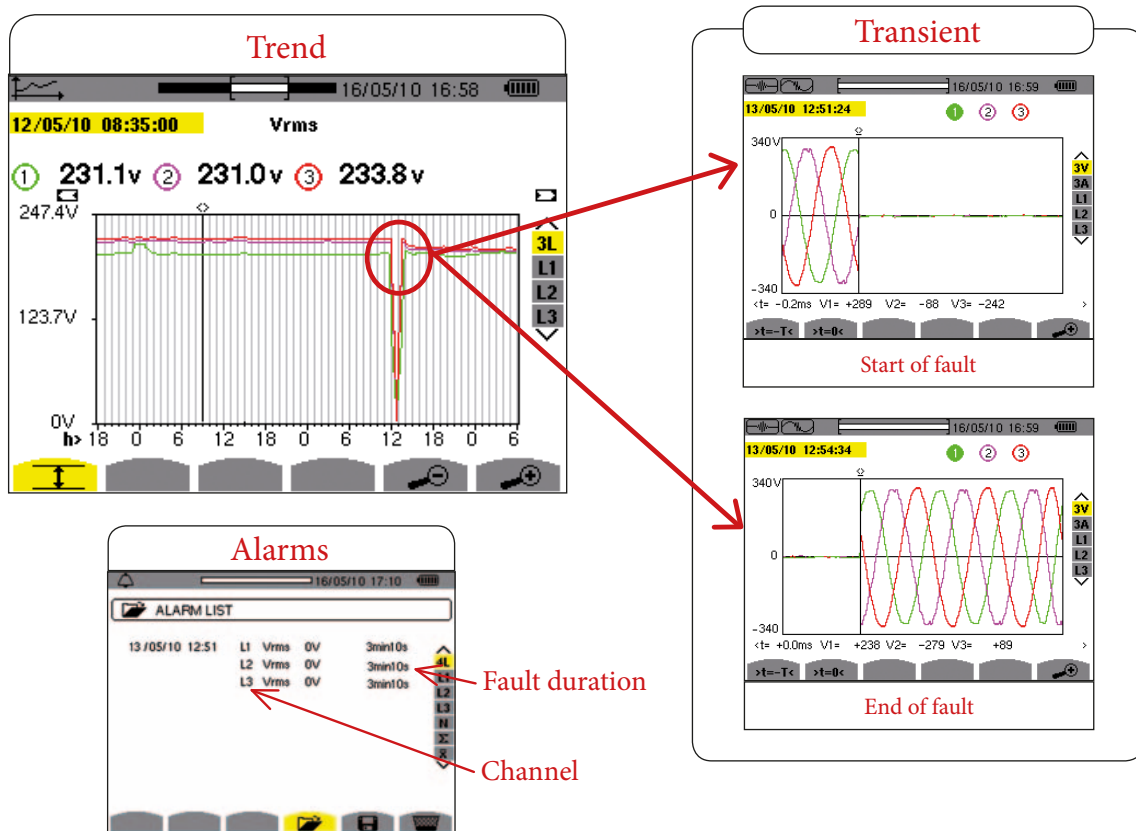 Trend
16/05/10 16:58
12/05/10 08:35:00 Vrms
1 231.1v 2 231.0v 3 233.8v
247.4V
123.7V
0V
h> 18 0 6 12 18 0 6 12 18 0 6
3L
L1
L2
L3
Alarms
16/05/10 17:10
ALARM LIST
13/05/10 12:51 L1 Vrms 0V 3min10s
L2 Vrms 0V 3min10s
L3 Vrms 0V 3min10s
4L
L1
L2
L3
N
Σ
Fault duration
Channel
Transient
16/05/10 16:59
13/05/10 12:51:24 1 2 3
340V
0
-340
3V
3A
L1
L2
L3
<t= -0.2ms V1= +289 V2= -88 V3= -242 >
>t=-T< >t=0<
Start of fault
16/05/10 16:59
13/05/10 12:54:34 1 2 3
340V
0
-340
3V
3A
L1
L2
L3
<t= +0.0ms V1= +238 V2= -279 V3= +89 >
>t=-T< >t=0<
End of fault